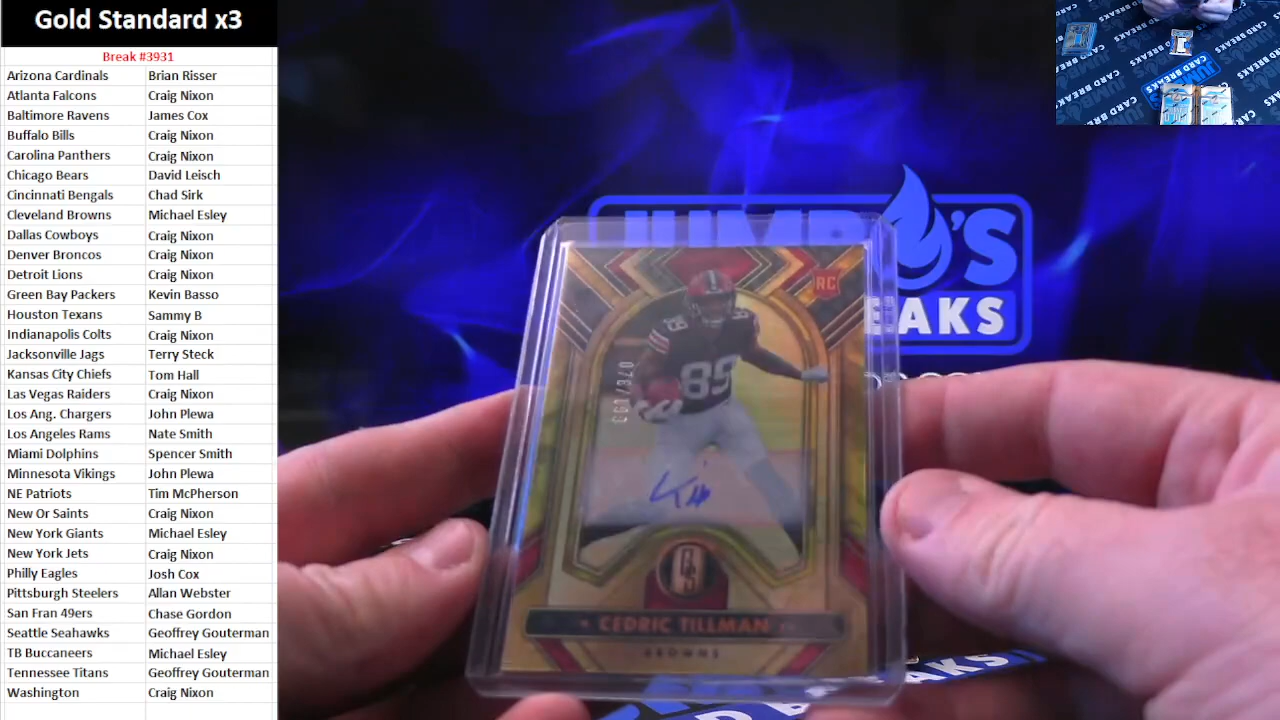 Gold Standard x3
Break #3931
Arizona Cardinals Brian Risser
Atlanta Falcons Craig Nixon
Baltimore Ravens James Cox
Buffalo Bills Craig Nixon
Carolina Panthers Craig Nixon
Chicago Bears David Leisch
Cincinnati Bengals Chad Sirk
Cleveland Browns Michael Esley
Dallas Cowboys Craig Nixon
Denver Broncos Craig Nixon
Detroit Lions Craig Nixon
Green Bay Packers Kevin Basso
Houston Texans Sammy B
Indianapolis Colts Craig Nixon
Jacksonville Jags Terry Steck
Kansas City Chiefs Tom Hall
Las Vegas Raiders Craig Nixon
Los Ang. Chargers John Plewa
Los Angeles Rams Nate Smith
Miami Dolphins Spencer Smith
Minnesota Vikings John Plewa
NE Patriots Tim McPherson
New Or Saints Craig Nixon
New York Giants Michael Esley
New York Jets Craig Nixon
Philly Eagles Josh Cox
Pittsburgh Steelers Allan Webster
San Fran 49ers Chase Gordon
Seattle Seahawks Geoffrey Gouterman
TB Buccaneers Michael Esley
Tennessee Titans Geoffrey Gouterman
Washington Craig Nixon
CARD BREAKS
RC
89
89
CEDRIC TILLMAN
BROWNS